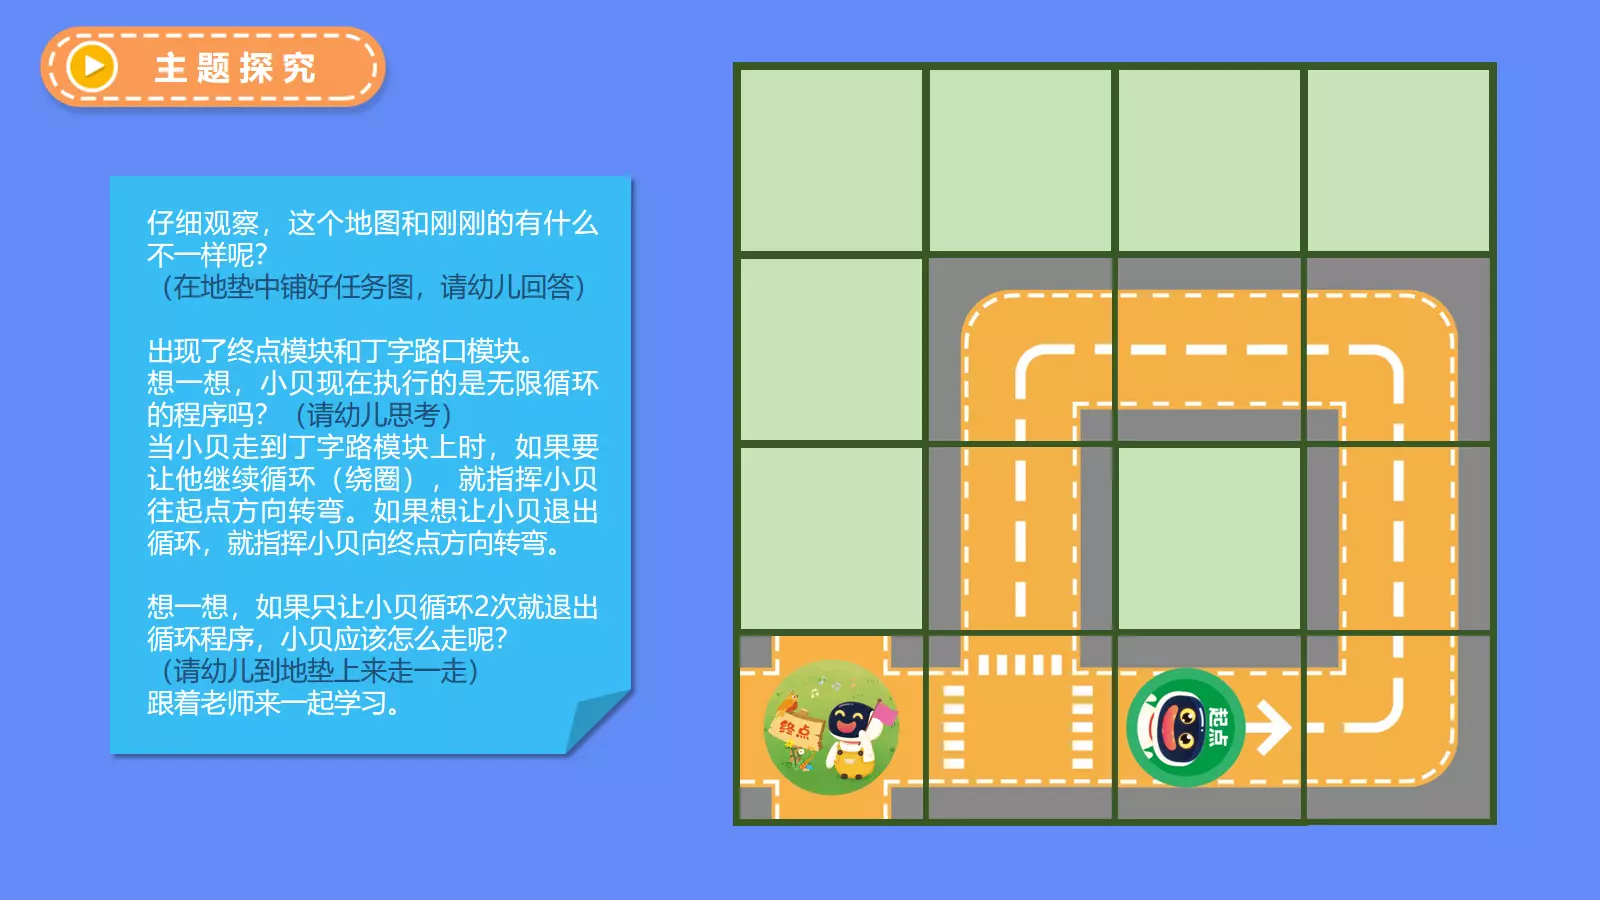 主题探究
仔细观察，这个地图和刚刚的有什么
不一样呢？
（在地垫中铺好任务图，请幼儿回答）
出现了终点模块和丁字路口模块。
想一想，小贝现在执行的是无限循环
的程序吗？（请幼儿思考）
当小贝走到丁字路模块上时，如果要
让他继续循环（绕圈），就指挥小贝
往起点方向转弯。如果想让小贝退出
循环，就指挥小贝向终点方向转弯。
想一想，如果只让小贝循环2次就退出
循环程序，小贝应该怎么走呢？
（请幼儿到地垫上来走一走）
跟着老师来一起学习。
终点
起点